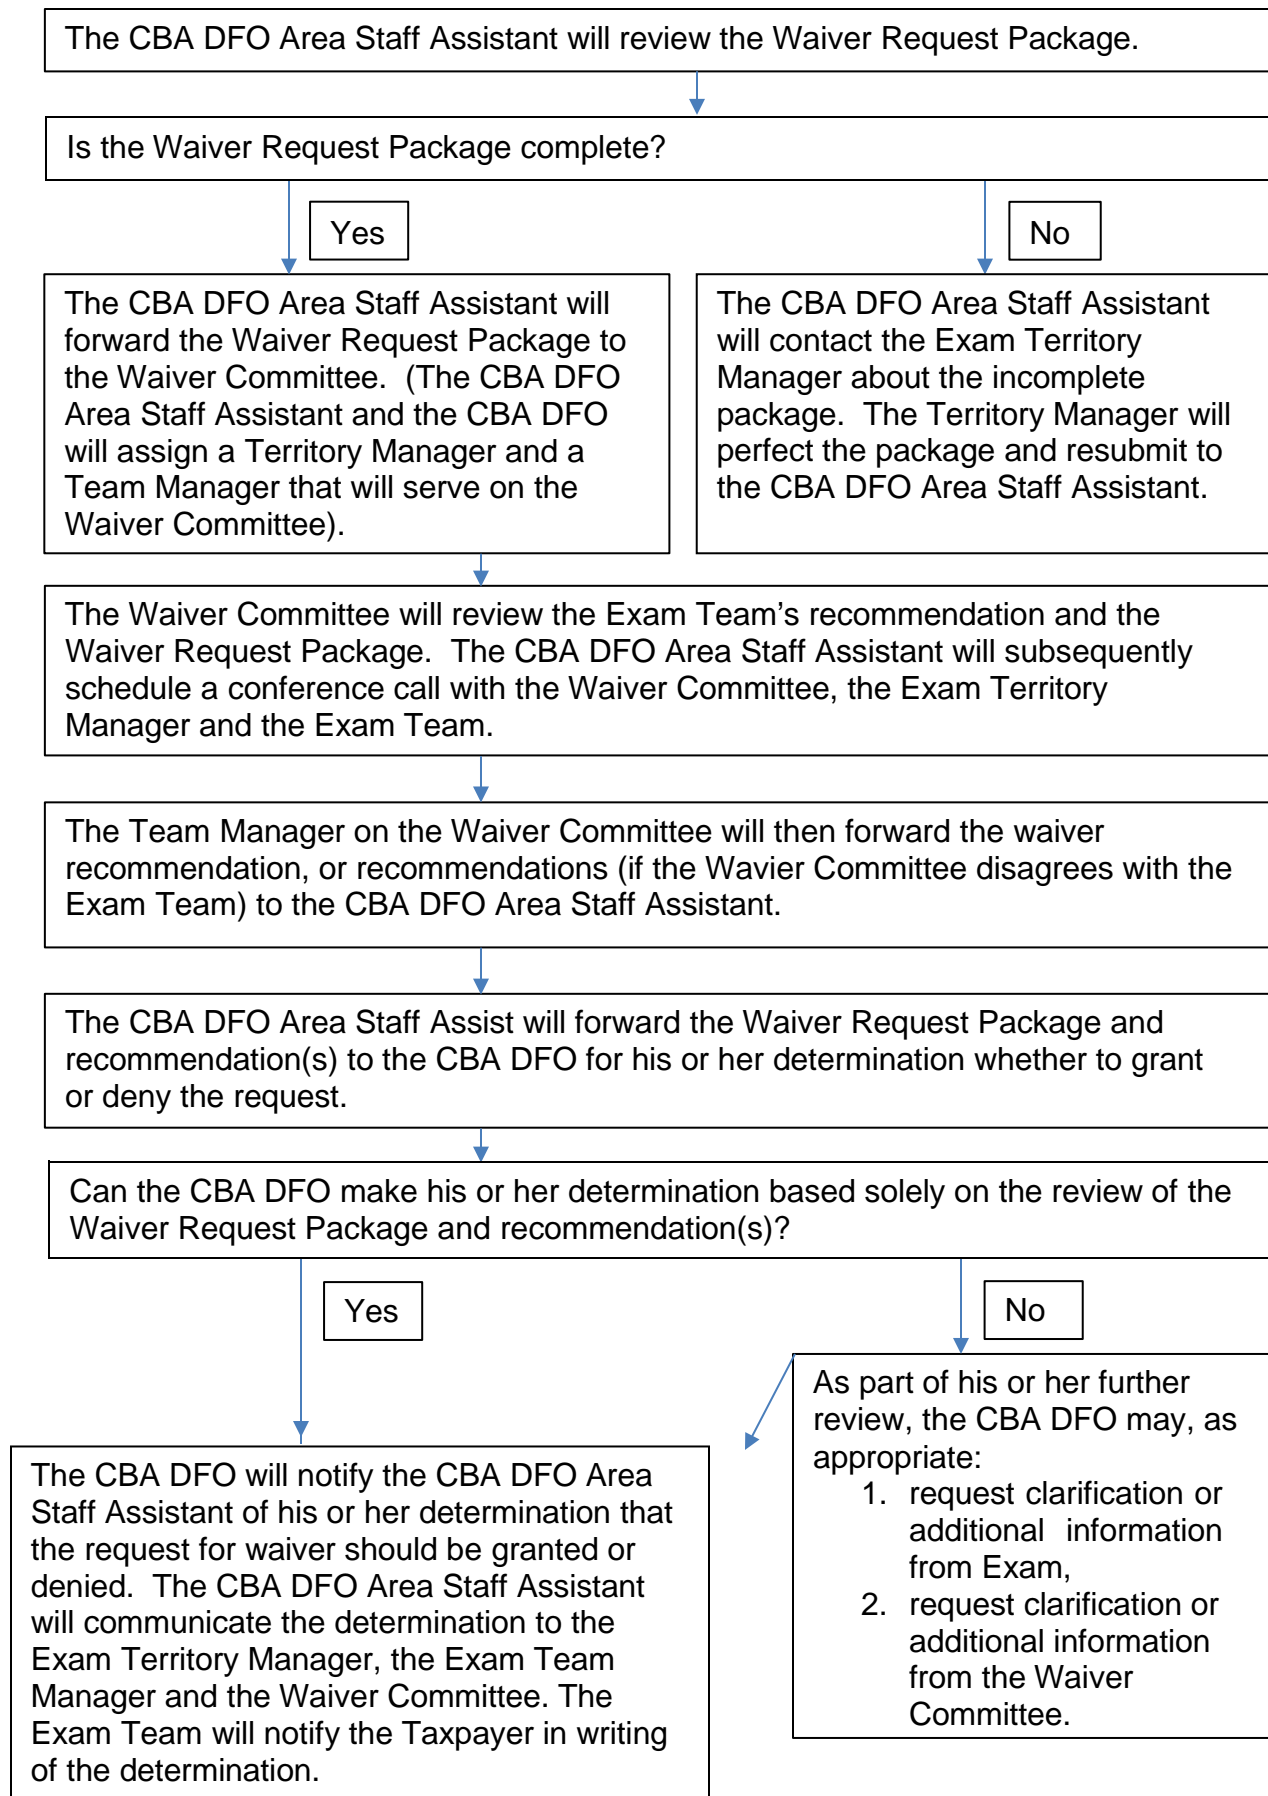 The CBA DFO Area Staff Assistant will review the Waiver Request Package.
Is the Waiver Request Package complete?
Yes
No
The CBA DFO Area Staff Assistant will
forward the Waiver Request Package to
the Waiver Committee.  (The CBA DFO
Area Staff Assistant and the CBA DFO
will assign a Territory Manager and a
Team Manager that will serve on the
Waiver Committee).
The CBA DFO Area Staff Assistant
will contact the Exam Territory
Manager about the incomplete
package.  The Territory Manager will
perfect the package and resubmit to
the CBA DFO Area Staff Assistant.
The Waiver Committee will review the Exam Team’s recommendation and the
Waiver Request Package.  The CBA DFO Area Staff Assistant will subsequently
schedule a conference call with the Waiver Committee, the Exam Territory
Manager and the Exam Team.
The Team Manager on the Waiver Committee will then forward the waiver
recommendation, or recommendations (if the Wavier Committee disagrees with the
Exam Team) to the CBA DFO Area Staff Assistant.
The CBA DFO Area Staff Assist will forward the Waiver Request Package and
recommendation(s) to the CBA DFO for his or her determination whether to grant
or deny the request.
Can the CBA DFO make his or her determination based solely on the review of the
Waiver Request Package and recommendation(s)?
Yes
No
The CBA DFO will notify the CBA DFO Area
Staff Assistant of his or her determination that
the request for waiver should be granted or
denied.  The CBA DFO Area Staff Assistant
will communicate the determination to the
Exam Territory Manager, the Exam Team
Manager and the Waiver Committee. The
Exam Team will notify the Taxpayer in writing
of the determination.
As part of his or her further
review, the CBA DFO may, as
appropriate:
1. request clarification or
additional information
from Exam,
2. request clarification or
additional information
from the Waiver
Committee.